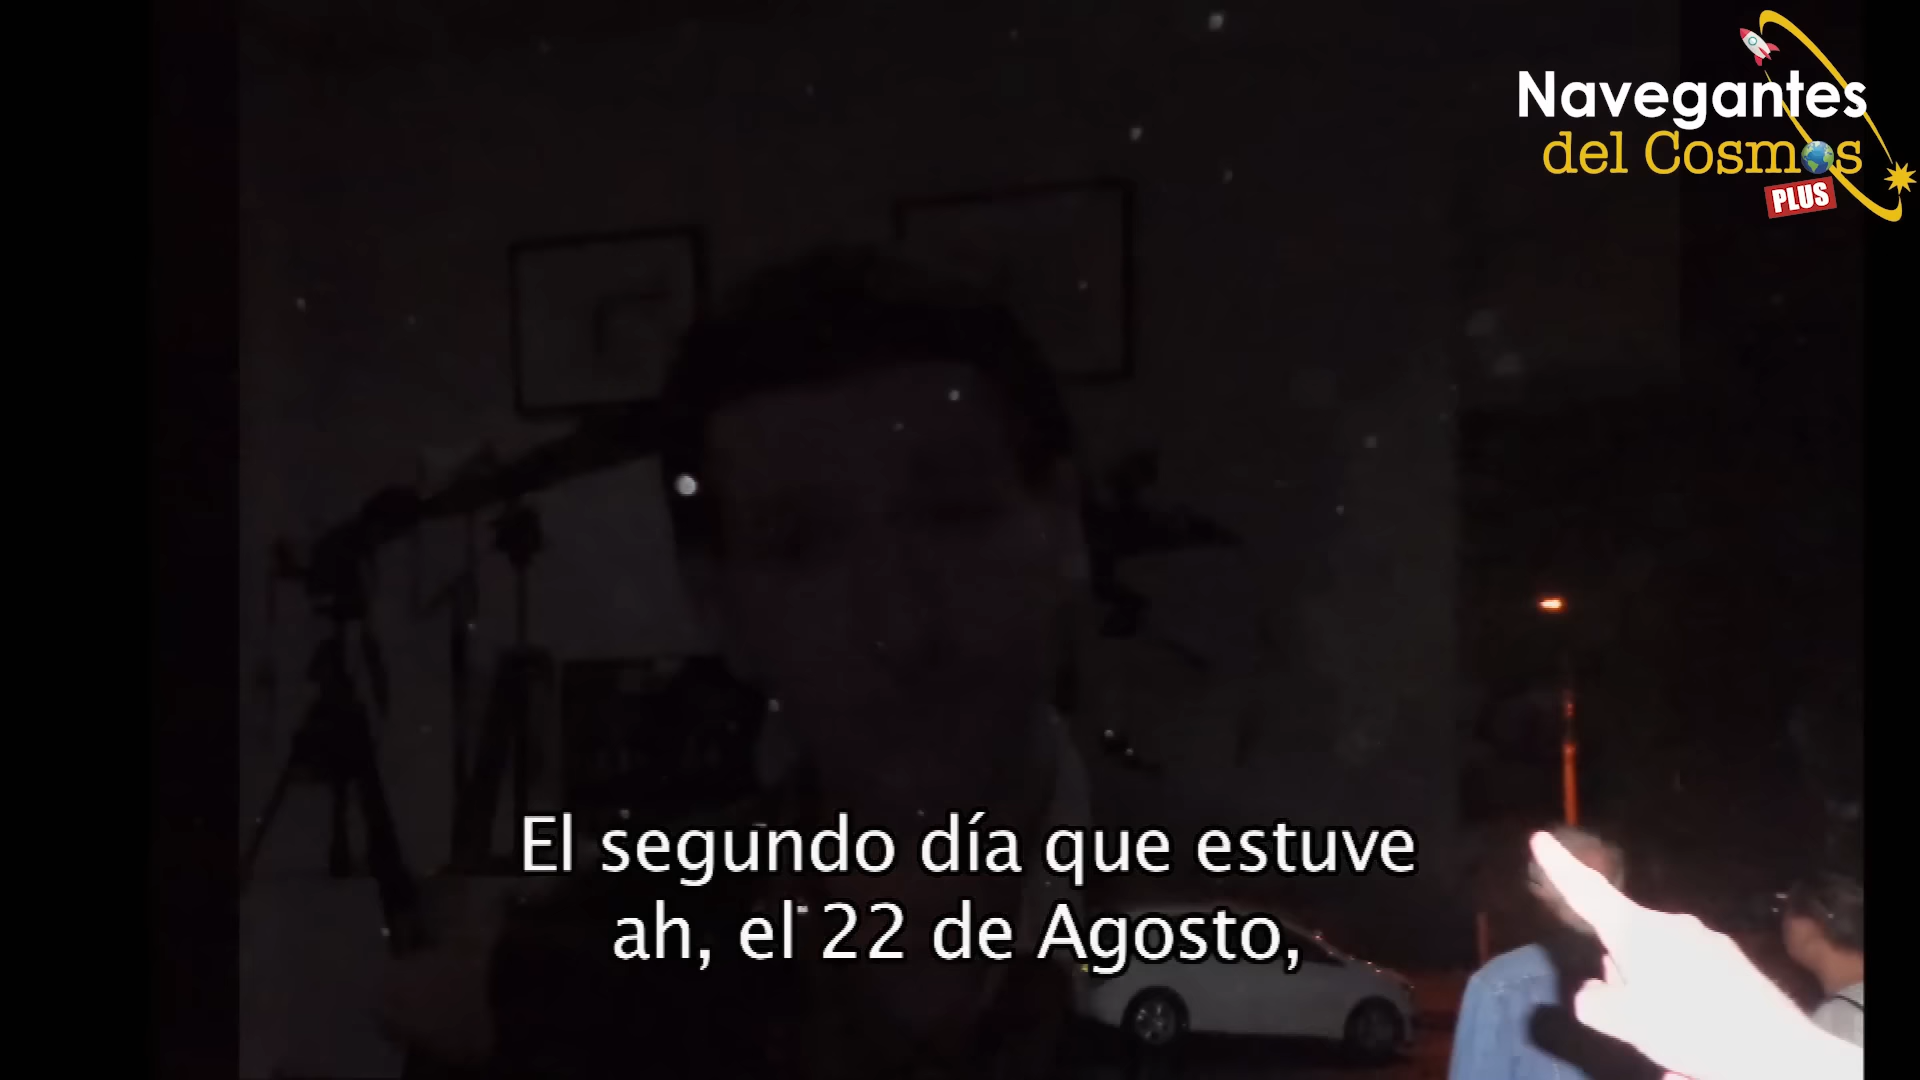 Navegantes
del Cosmos
PLUS
El segundo día que estuve
ah, el 22 de Agosto,